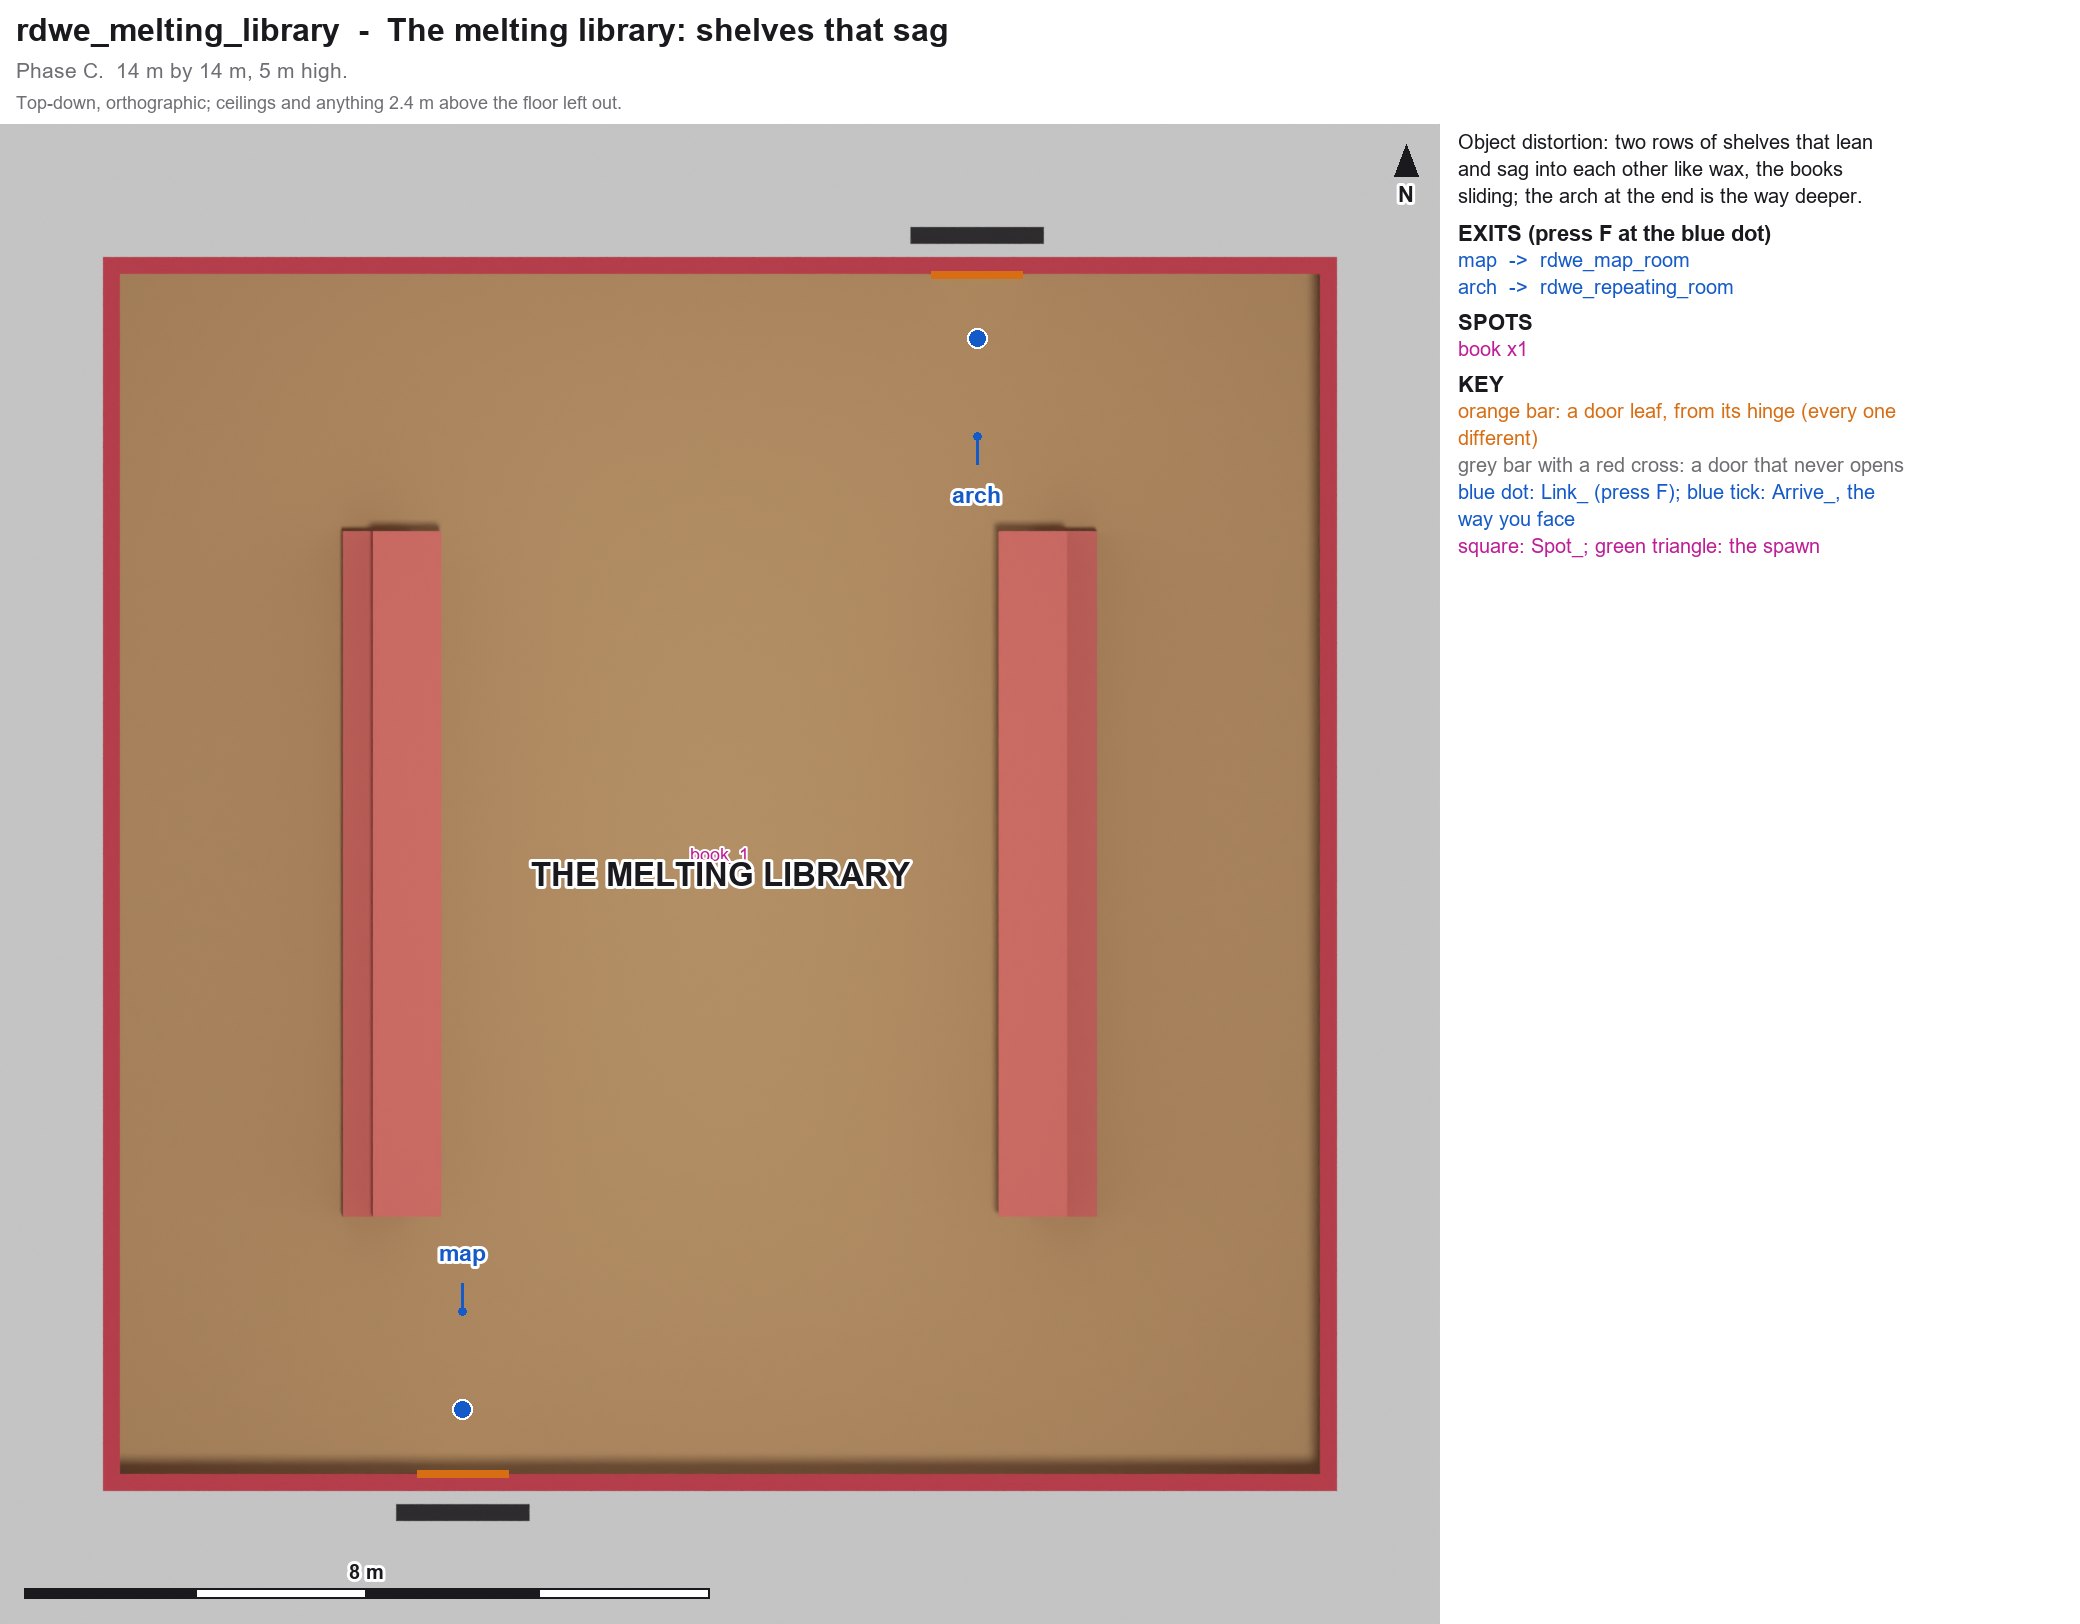 rdwe_melting_library  -  The melting library: shelves that sag
Phase C.  14 m by 14 m, 5 m high.
Top-down, orthographic; ceilings and anything 2.4 m above the floor left out.
N
arch
book_1
THE MELTING LIBRARY
map
8 m
Object distortion: two rows of shelves that lean
and sag into each other like wax, the books
sliding; the arch at the end is the way deeper.
EXITS (press F at the blue dot)
map  ->  rdwe_map_room
arch  ->  rdwe_repeating_room
SPOTS
book x1
KEY
orange bar: a door leaf, from its hinge (every one
different)
grey bar with a red cross: a door that never opens
blue dot: Link_ (press F); blue tick: Arrive_, the
way you face
square: Spot_; green triangle: the spawn